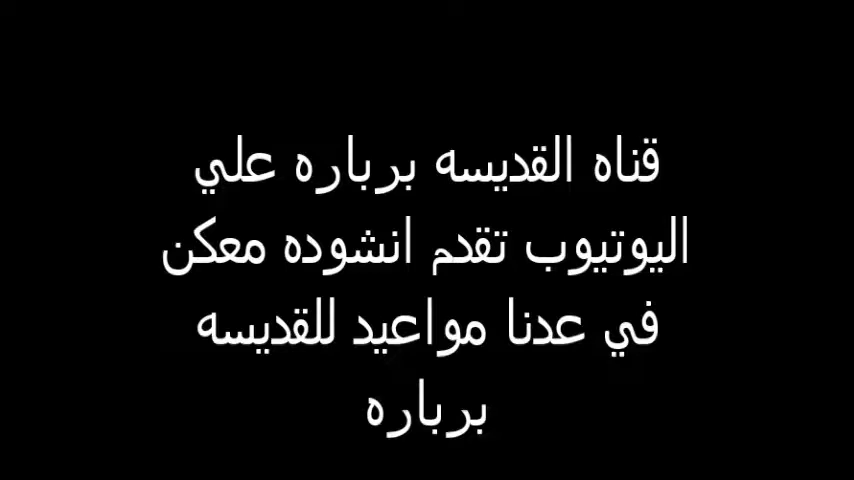 قناه القديسه برباره علي
اليوتيوب تقدم انشوده معكن
في عدنا مواعيد للقديسه
برباره